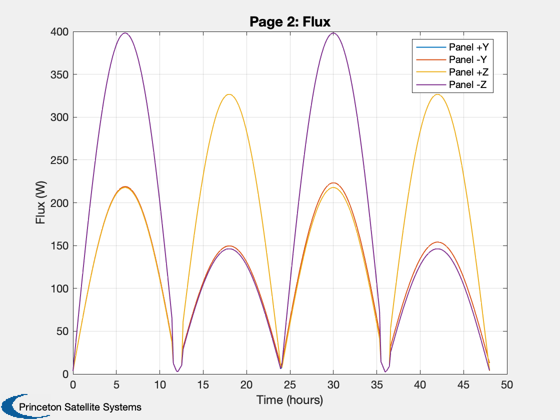 Page 2: Flux
400
350
300
250
200
150
100
50
0
Flux (W)
Panel +Y
Panel -Y
Panel +Z
Panel -Z
0 5 10 15 20 25 30 35 40 45 50
Time (hours)
Princeton Satellite Systems